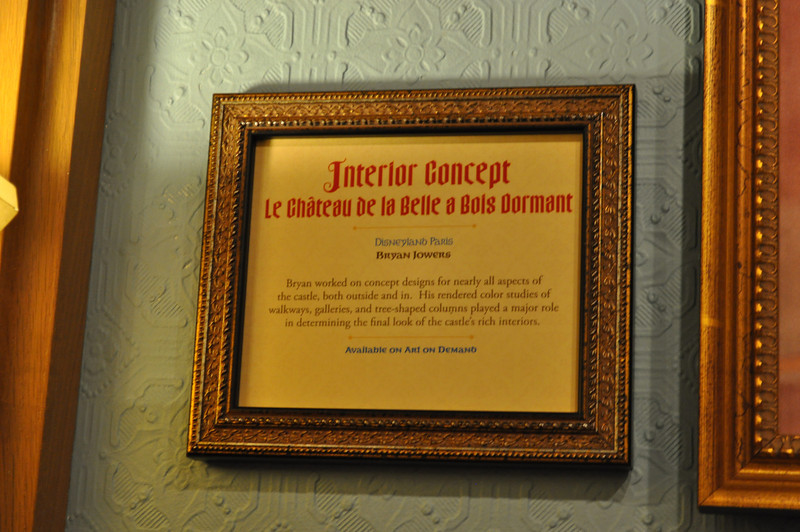 Interior Concept
Le Château de la Belle a Bois Dormant
Disneyland Paris
Bryan Jowers
Bryan worked on concept designs for nearly all aspects of
the castle, both outside and in. His rendered color studies of
walkways, galleries, and tree-shaped columns played a major role
in determining the final look of the castle's rich interiors.
Available on Art on Demand